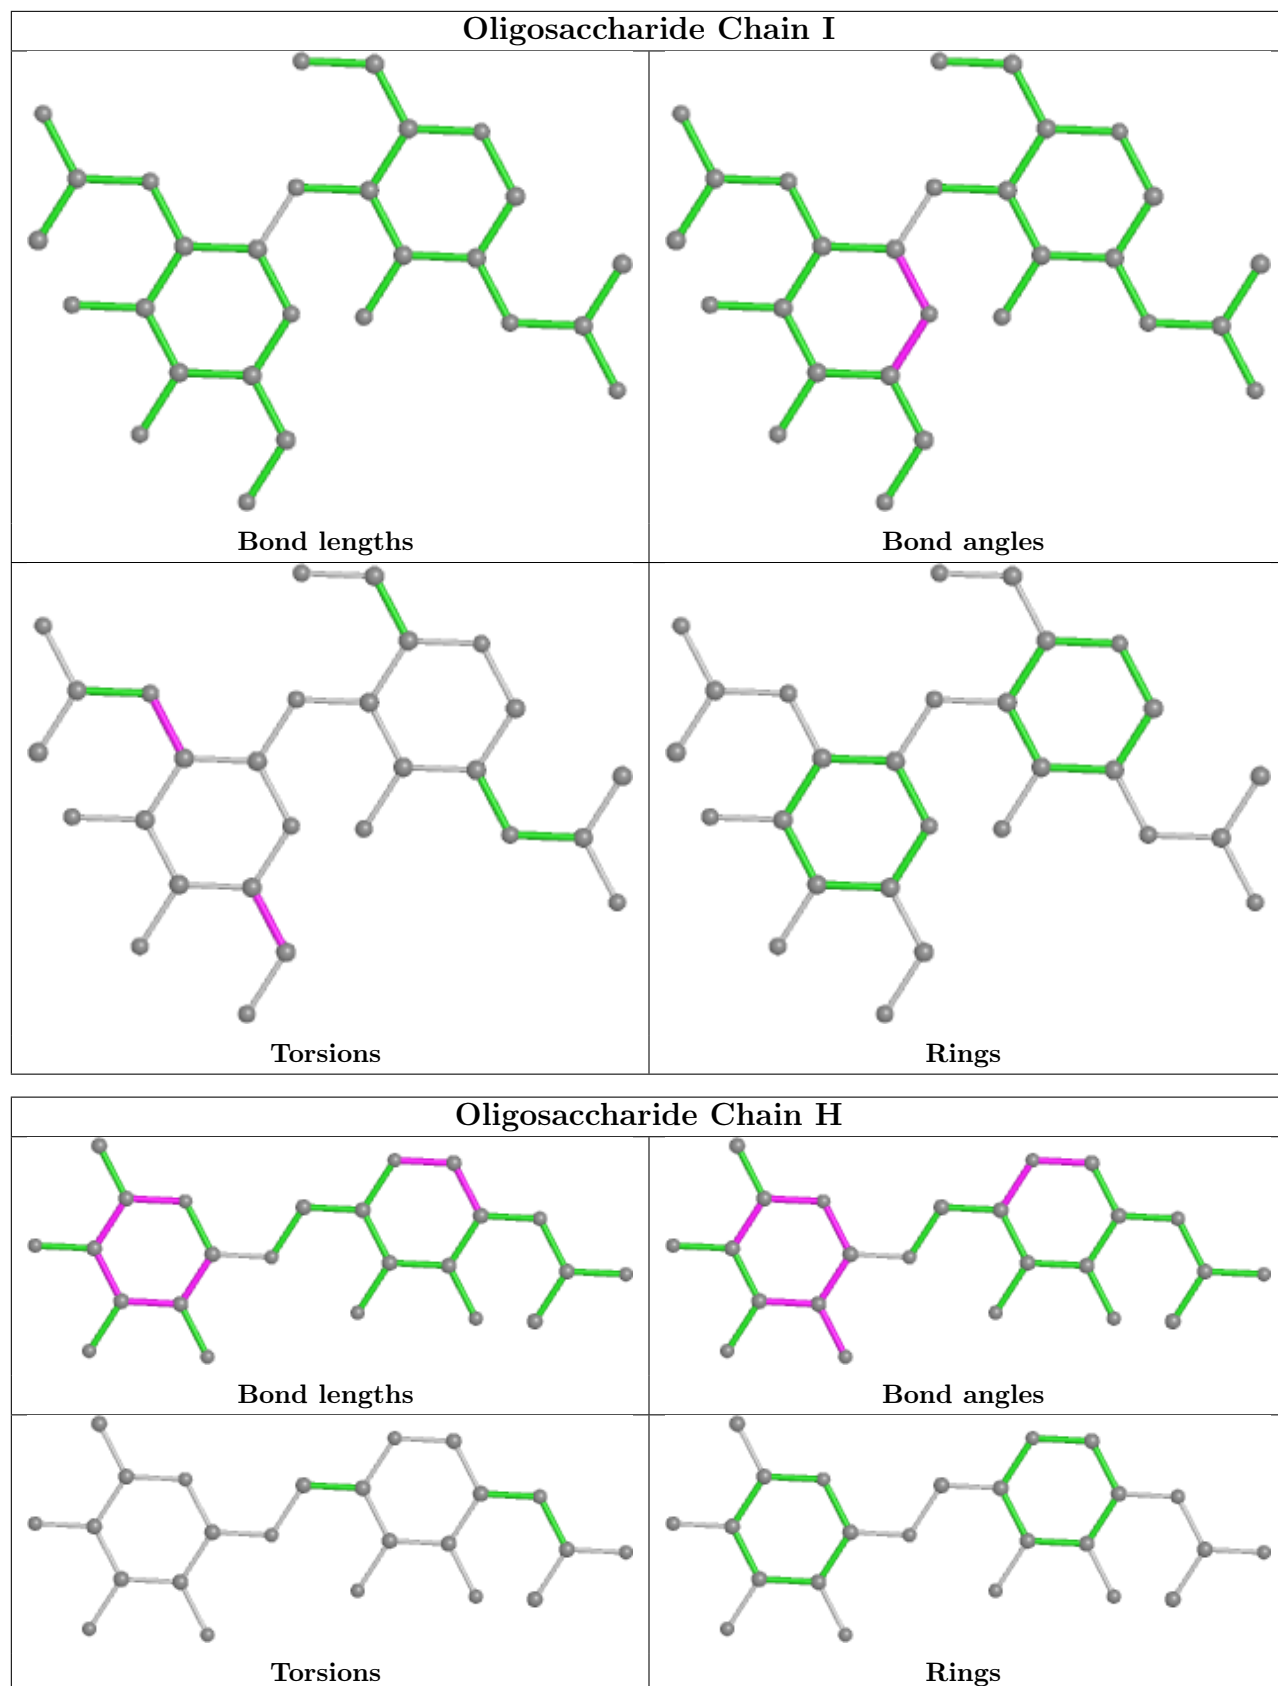 Oligosaccharide Chain I
Bond lengths
Bond angles
Torsions
Rings
Oligosaccharide Chain H
Bond lengths
Bond angles
Torsions
Rings